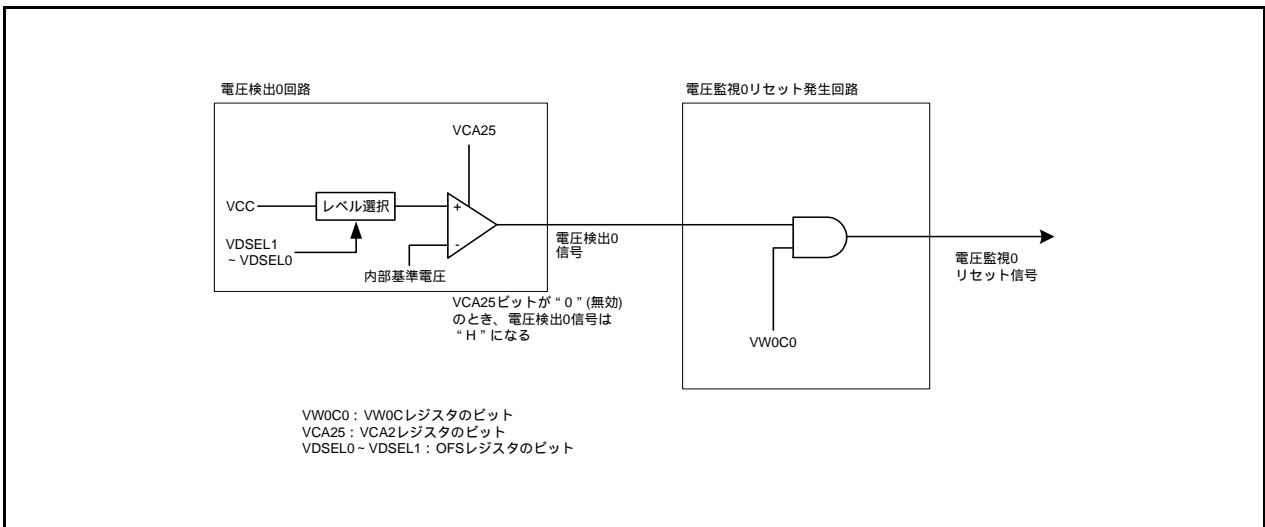 電圧検出0回路
VCA25
VCC
レベル選択
+
VDSEL1
~ VDSEL0
-
内部基準電圧
電圧検出0
信号
VCA25ビットが“0”(無効)
のとき、電圧検出0信号は
“H”になる
電圧監視0リセット発生回路
VW0C0
電圧監視0
リセット信号
VW0C0：VW0Cレジスタのビット
VCA25：VCA2レジスタのビット
VDSEL0~VDSEL1：OFSレジスタのビット